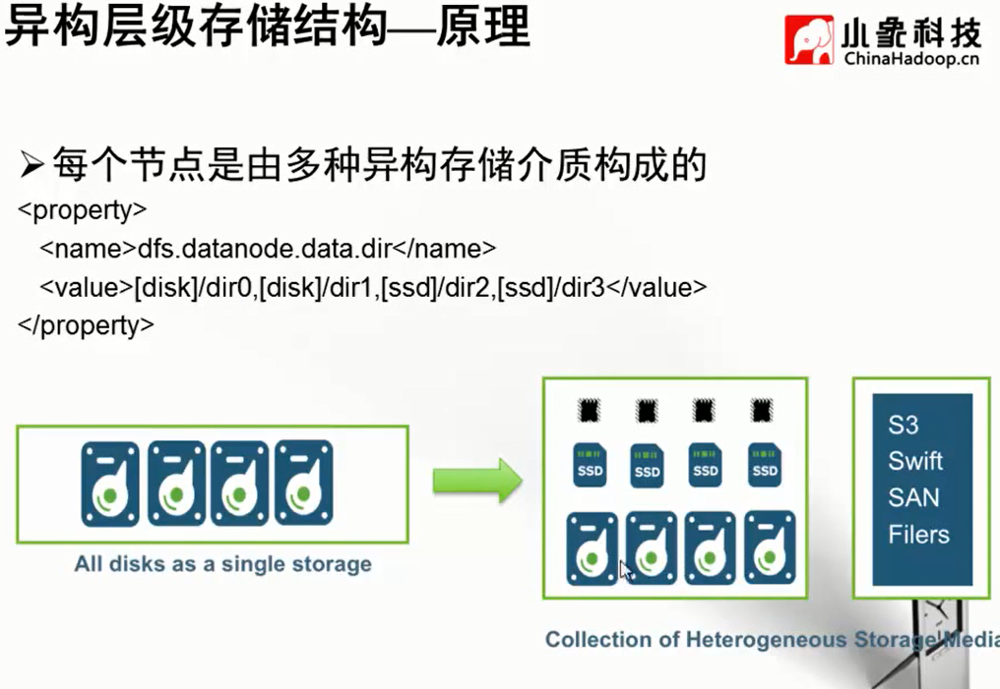 异构层级存储结构—原理
小象科技
ChinaHadoop.cn
➢每个节点是由多种异构存储介质构成的
<property>
<name>dfs.datanode.data.dir</name>
<value>[disk]/dir0,[disk]/dir1,[ssd]/dir2,[ssd]/dir3</value>
</property>
All disks as a single storage
SSD SSD SSD SSD
S3
Swift
SAN
Filers
Collection of Heterogeneous Storage Media